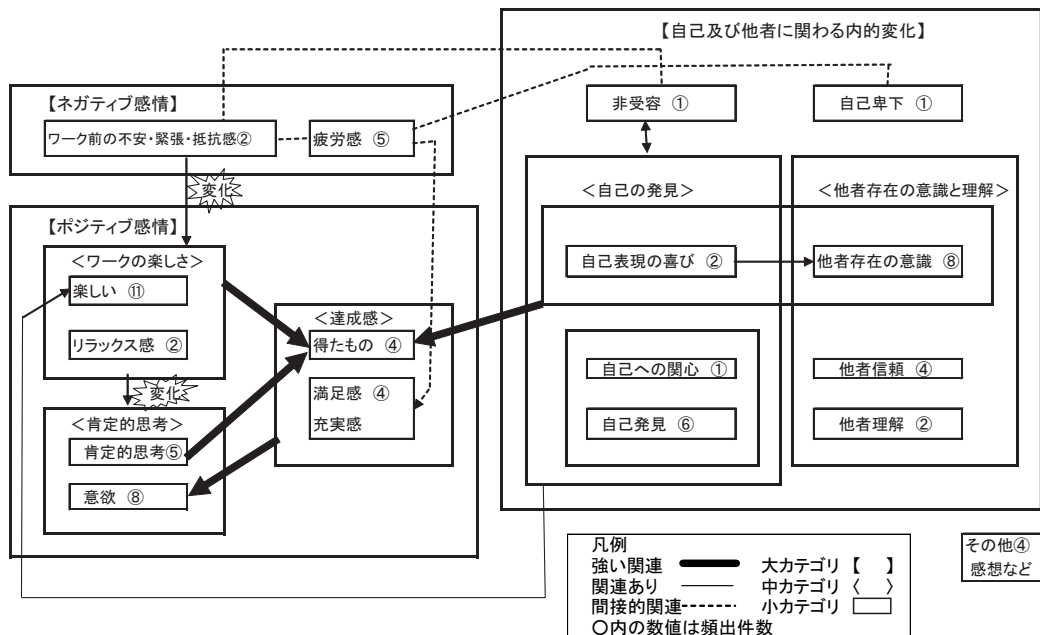 【自己及び他者に関わる内的変化】
【ネガティブ感情】
ワーク前の不安・緊張・抵抗感②
疲労感 ⑤
非受容 ①
自己卑下 ①
変化
【ポジティブ感情】
＜ワークの楽しさ＞
楽しい ⑪
リラックス感 ②
変化
＜肯定的思考＞
肯定的思考⑤
意欲 ⑧
＜達成感＞
得たもの ④
満足感 ④
充実感
＜自己の発見＞
自己表現の喜び ②
自己への関心 ①
自己発見 ⑥
＜他者存在の意識と理解＞
他者存在の意識 ⑧
他者信頼 ④
他者理解 ②
凡例
強い関連 大カテゴリ 【 】
関連あり 中カテゴリ 〈 〉
間接的関連 小カテゴリ
○内の数値は頻出件数
その他④
感想など